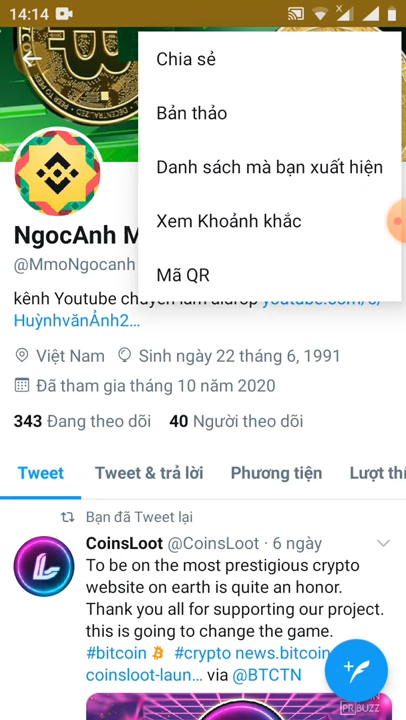 14:14
Chia sẻ
Bản thảo
Danh sách mà bạn xuất hiện
Xem Khoảnh khắc
Mã QR
NgocAnh M
@MmoNgocanh
kênh Youtube chuyên làm
HuỳnhvănẢnh2…
Việt Nam Sinh ngày 22 tháng 6, 1991
Đã tham gia tháng 10 năm 2020
343 Đang theo dõi 40 Người theo dõi
Tweet Tweet & trả lời Phương tiện Lượt thí
Bạn đã Tweet lại
CoinsLoot @CoinsLoot · 6 ngày
To be on the most prestigious crypto
website on earth is quite an honor.
Thank you all for supporting our project.
this is going to change the game.
#bitcoin #crypto news.bitcoin
coinsloot-laun… via @BTCTN
PRBUZZ